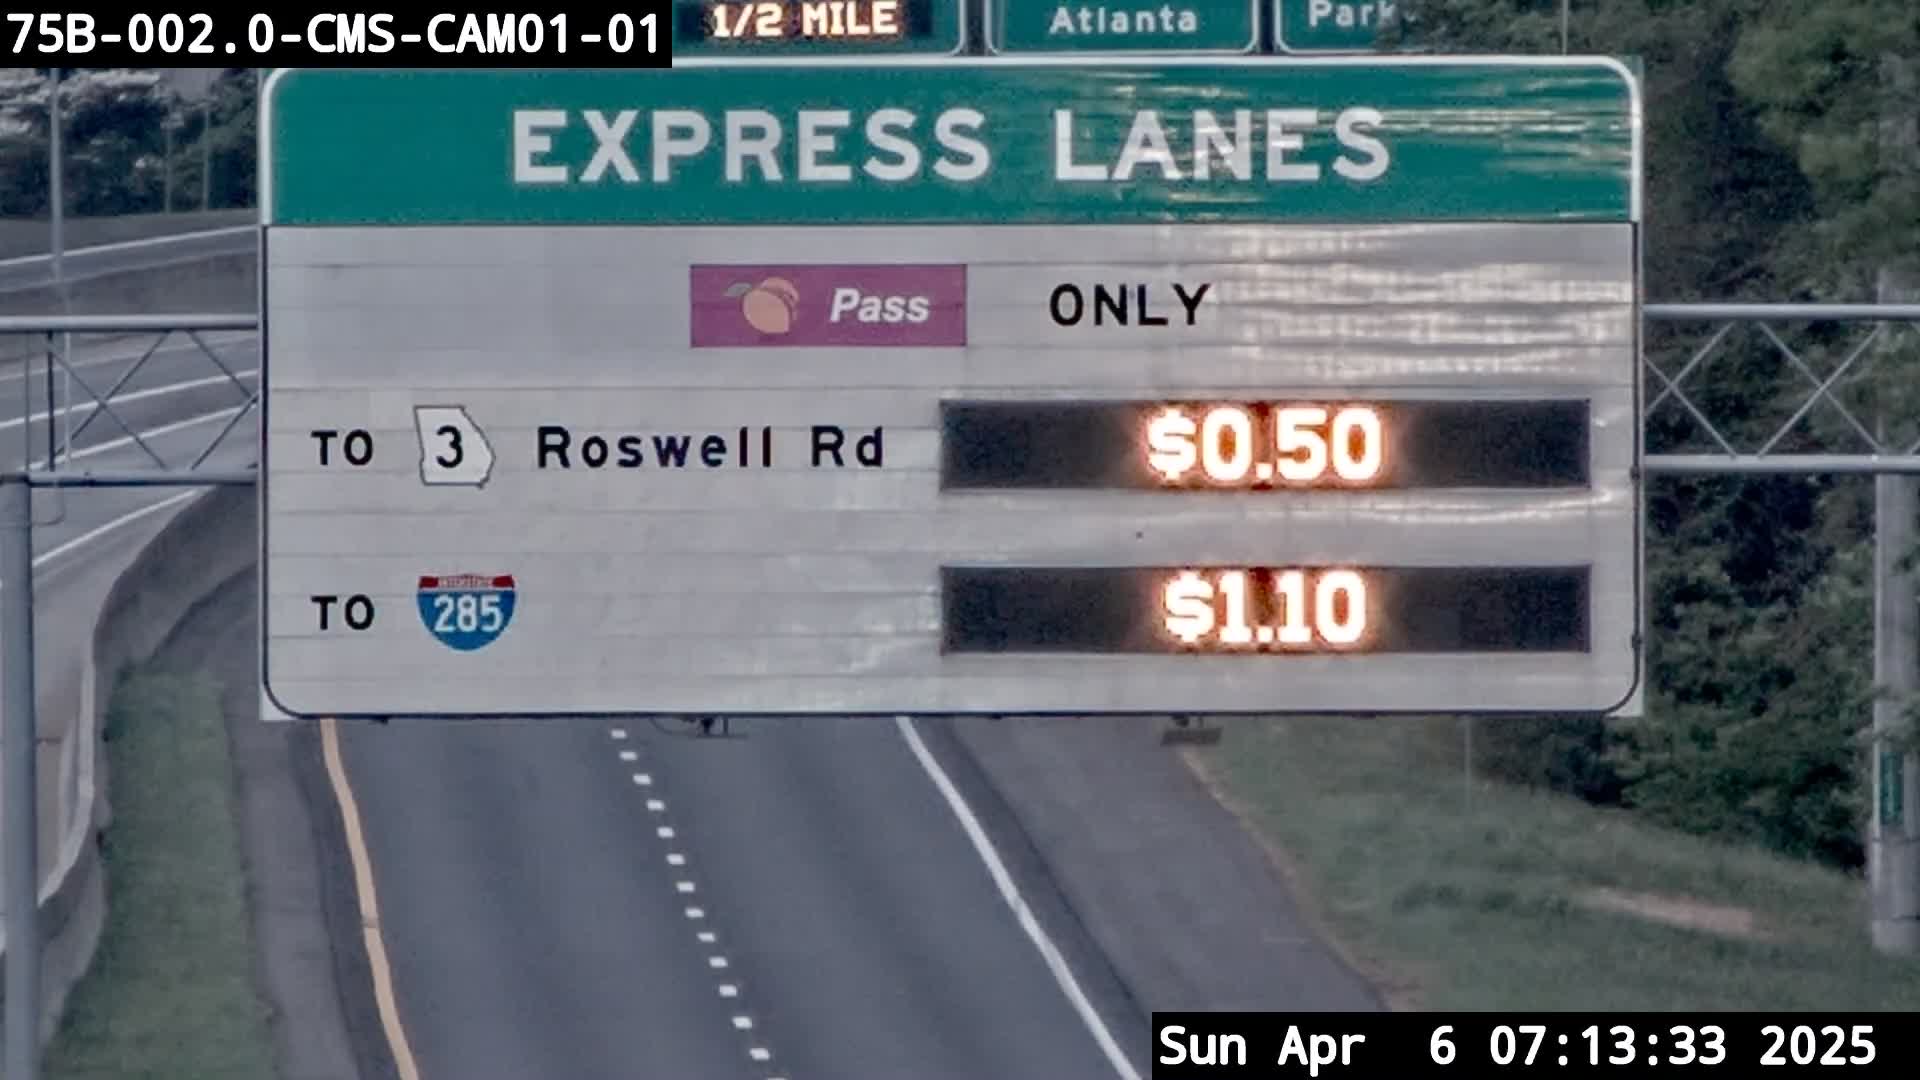 75B-002.0-CMS-CAM01-01
1/2 MILE
Atlanta
Park
EXPRESS LANES
Pass ONLY
TO 3 Roswell Rd $0.50
TO 285 $1.10
Sun Apr 6 07:13:33 2025